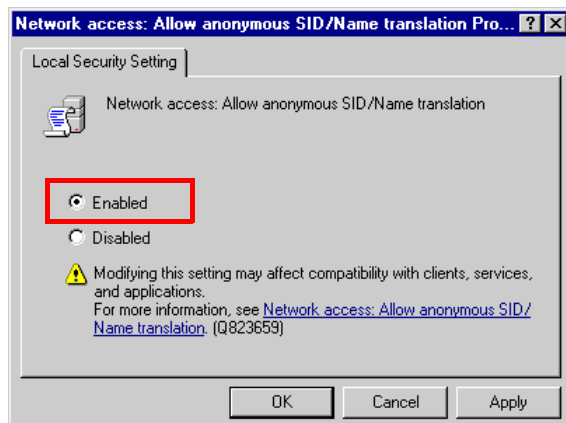 Network access: Allow anonymous SID/Name translation Pro...
Local Security Setting
Network access: Allow anonymous SID/Name translation
Enabled
Disabled
Modifying this setting may affect compatibility with clients, services,
and applications.
For more information, see Network access: Allow anonymous SID/
Name translation. (Q823659)
OK Cancel Apply